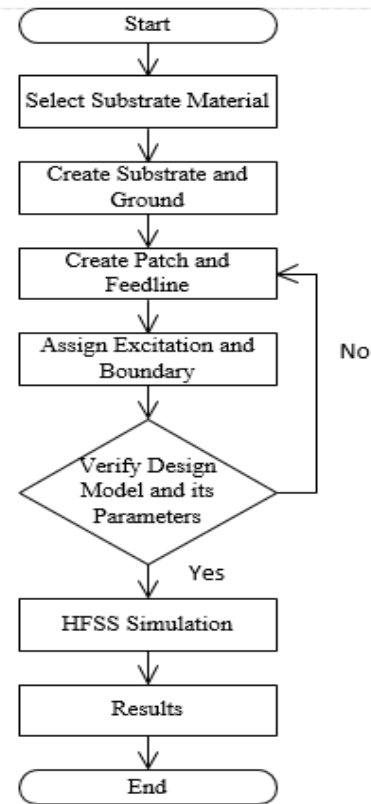 Start
Select Substrate Material
Create Substrate and
Ground
Create Patch and
Feedline
Assign Excitation and
Boundary
No
Verify Design
Model and its
Parameters
Yes
HFSS Simulation
Results
End